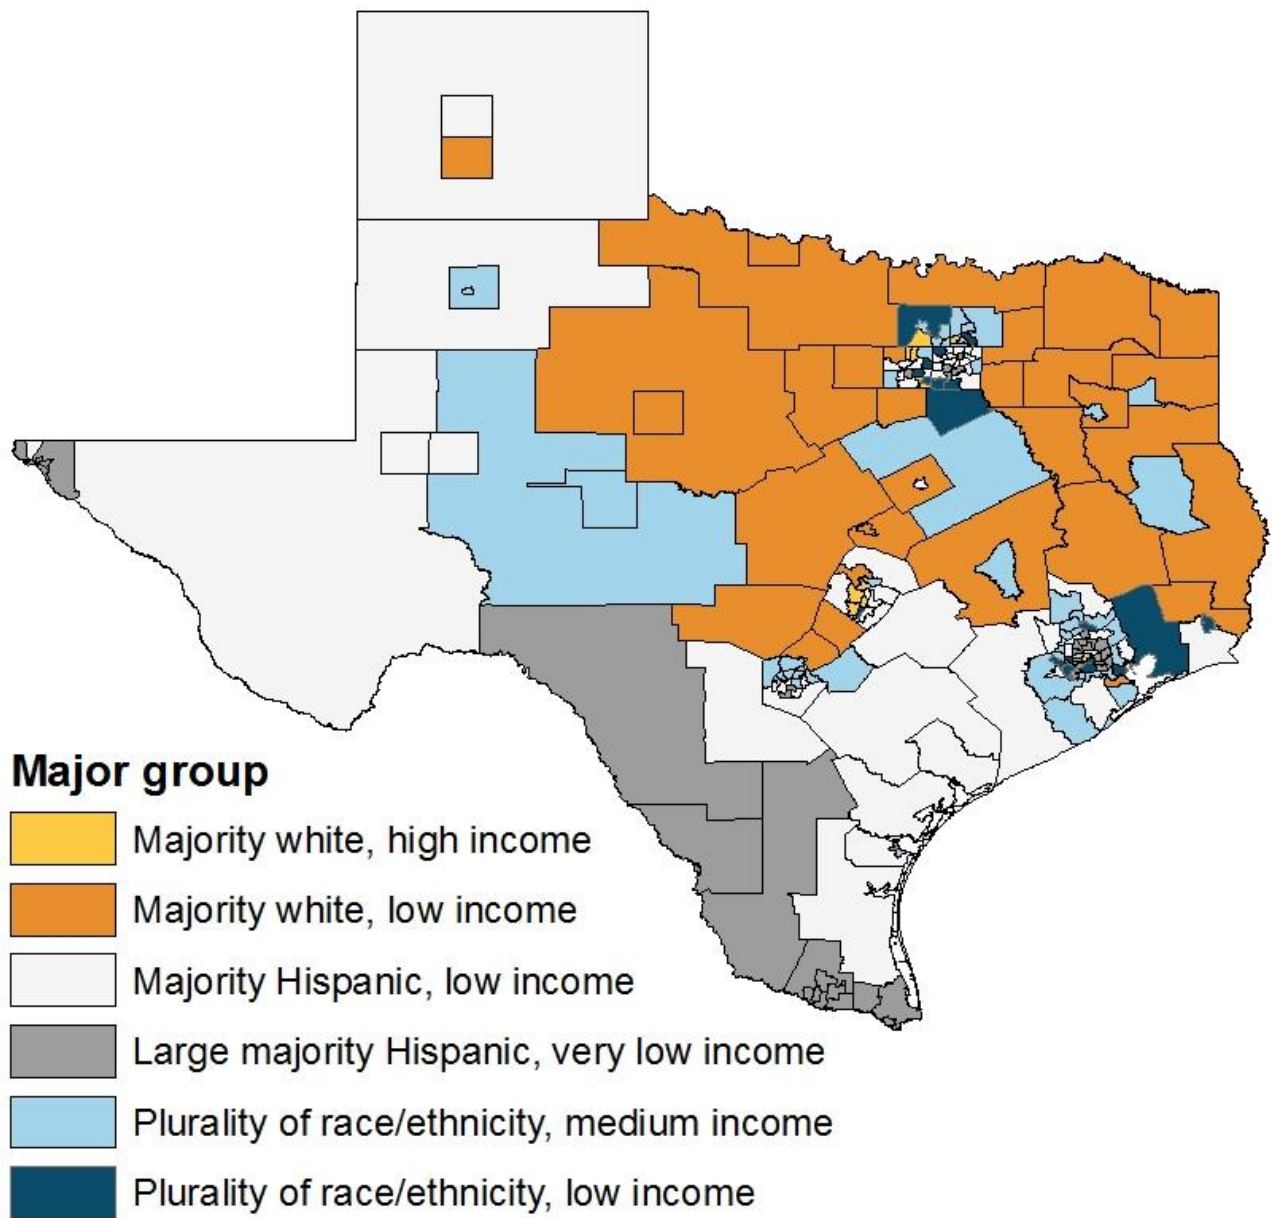 Major group
Majority white, high income
Majority white, low income
Majority Hispanic, low income
Large majority Hispanic, very low income
Plurality of race/ethnicity, medium income
Plurality of race/ethnicity, low income